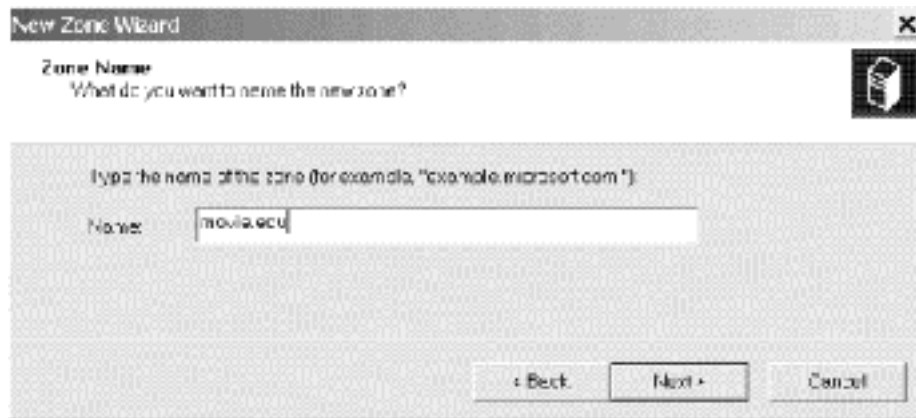 New Zone Wizard
Zone Name
What do you want to name the new zone?
Type the name of the zone (for example, "example.microsoft.com."):
Name:
movie.edu
< Back
Next >
Cancel